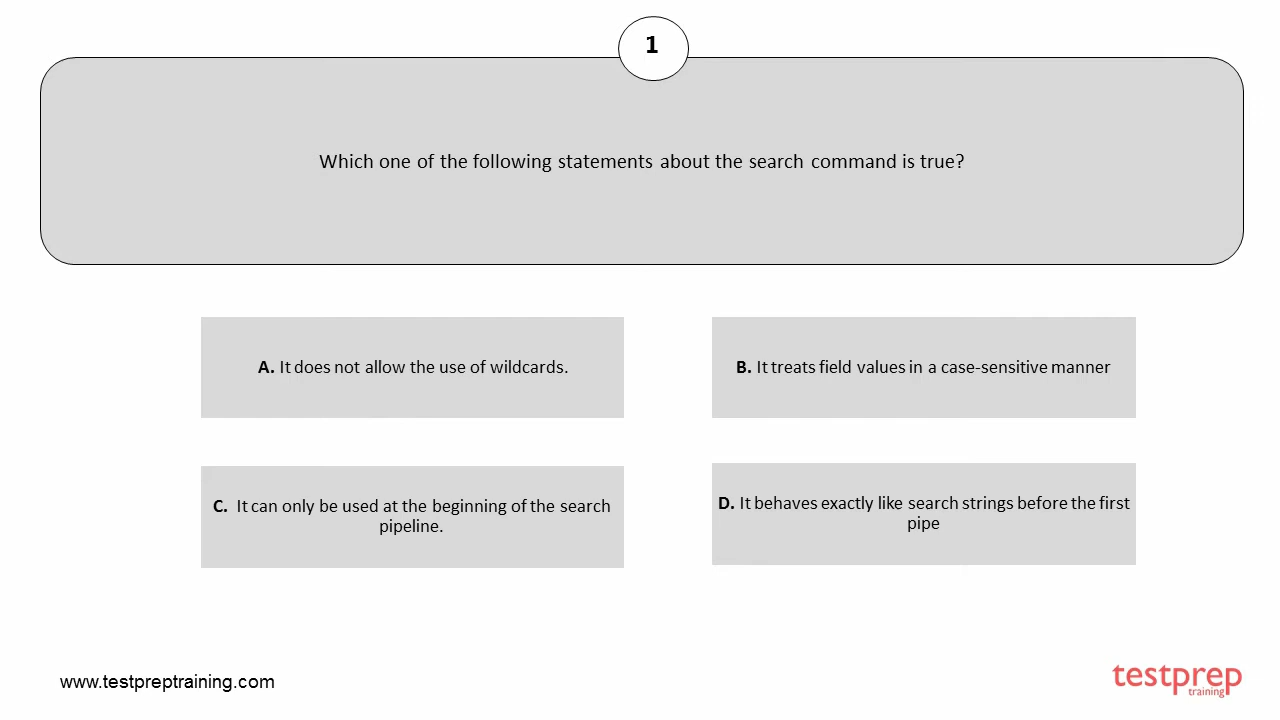 1
Which one of the following statements about the search command is true?
A. It does not allow the use of wildcards.
B. It treats field values in a case-sensitive manner
C. It can only be used at the beginning of the search
pipeline.
D. It behaves exactly like search strings before the first
pipe
www.testpreptraining.com
testprep
training